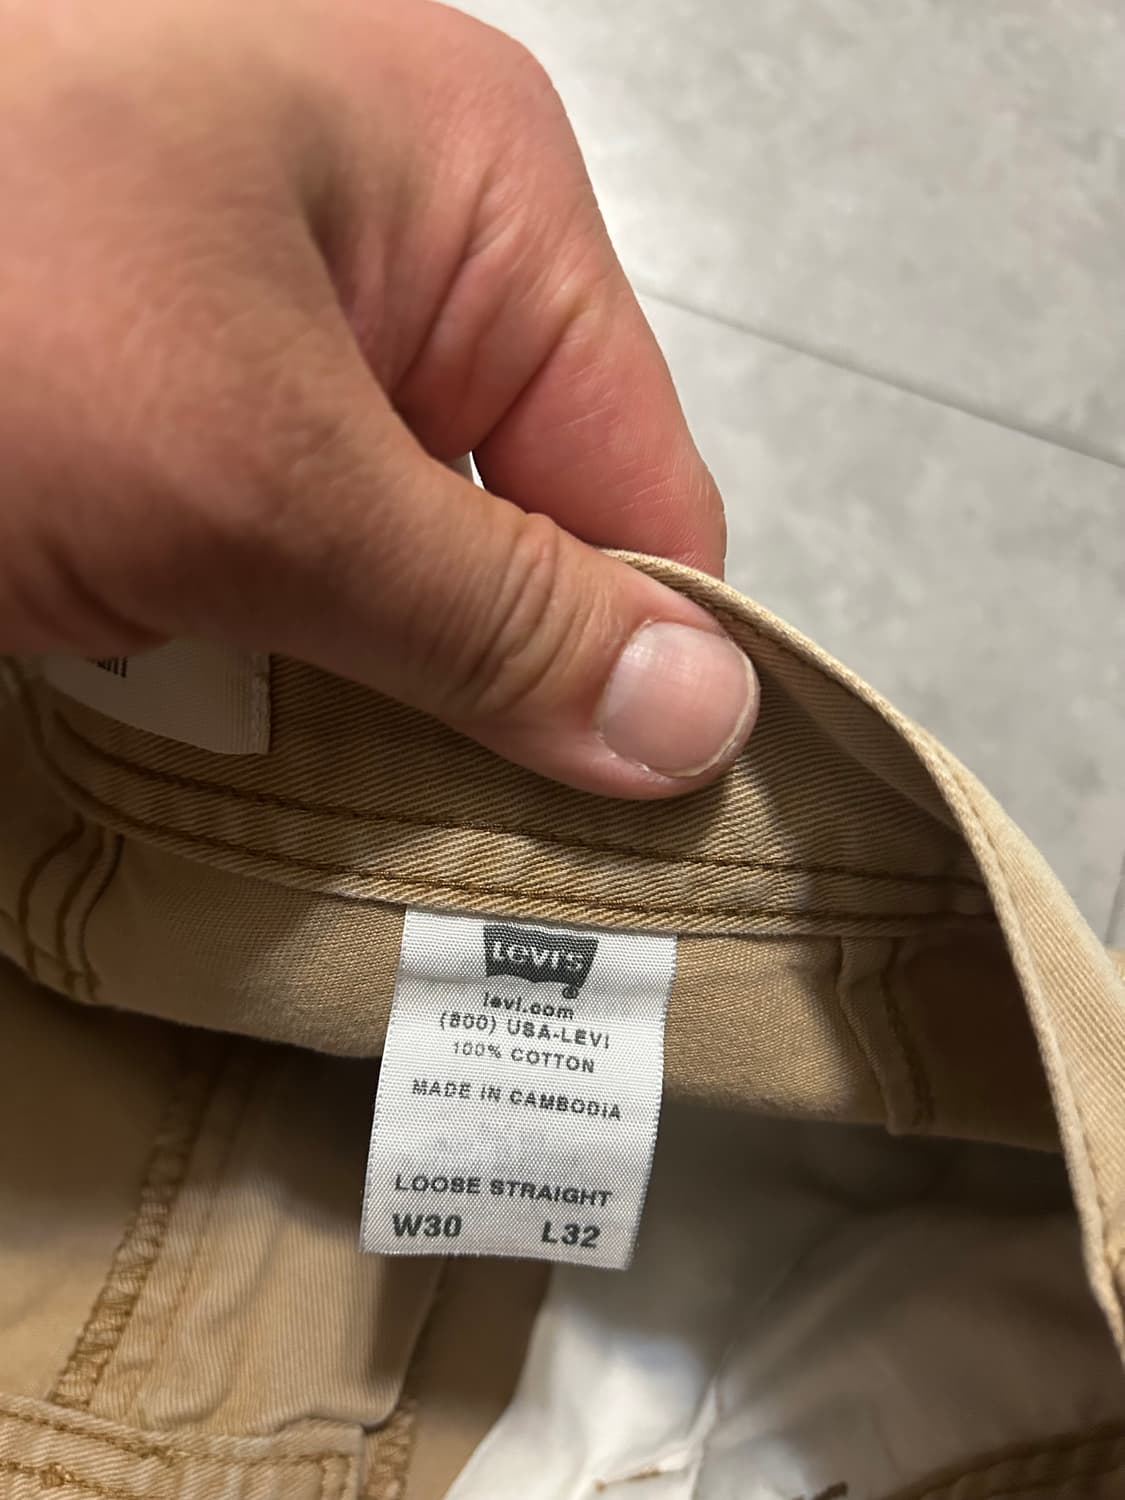 Levi's
levi.com
(800) USA-LEVI
100% COTTON
MADE IN CAMBODIA
LOOSE STRAIGHT
W30 L32